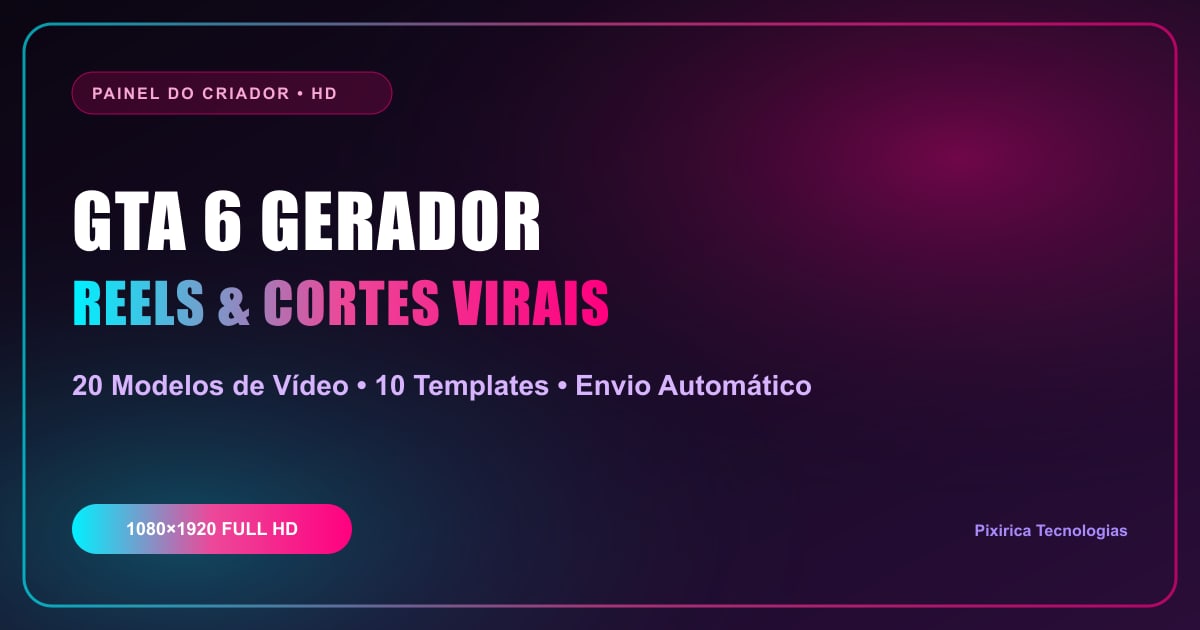 PAINEL DO CRIADOR • HD
GTA 6 GERADOR
REELS & CORTES VIRAIS
20 Modelos de Vídeo • 10 Templates • Envio Automático
1080×1920 FULL HD
Pixirica Tecnologias